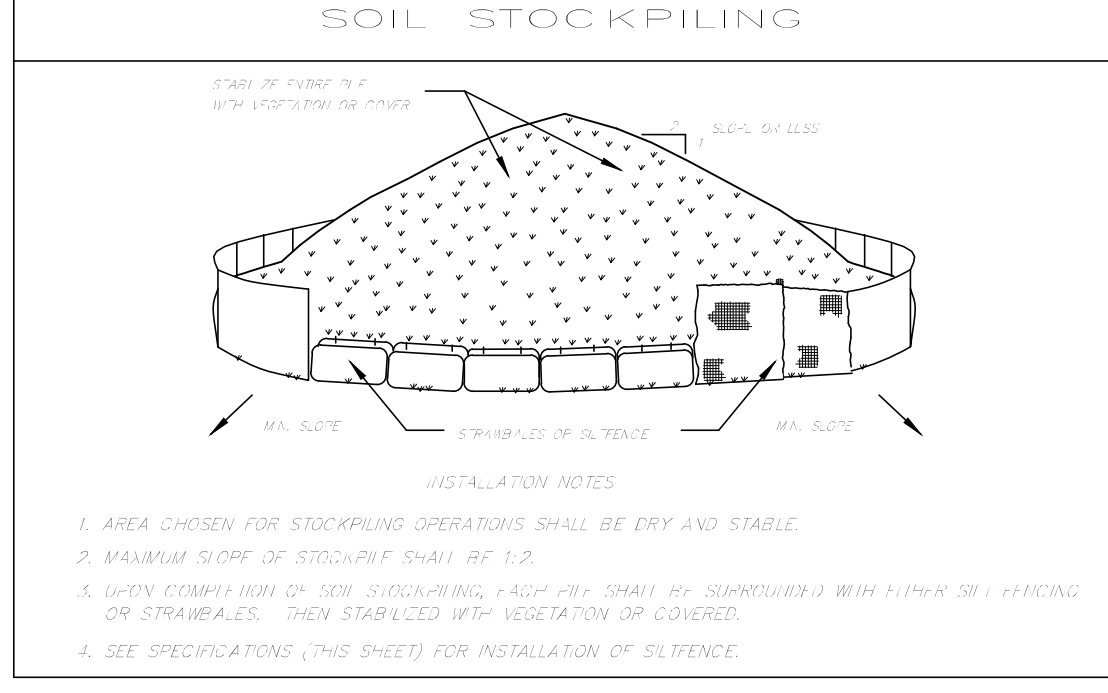 SOIL STOCKPILING
STABILIZE ENTIRE PILE
WITH VEGETATION OR COVER
2
1
SLOPE OR LESS
MIN. SLOPE
STRAWBALES OR SILTFENCE
MIN. SLOPE
INSTALLATION NOTES
1. AREA CHOSEN FOR STOCKPILING OPERATIONS SHALL BE DRY AND STABLE.
2. MAXIMUM SLOPE OF STOCKPILE SHALL BE 1:2.
3. UPON COMPLETION OF SOIL STOCKPILING, EACH PILE SHALL BE SURROUNDED WITH EITHER SILT FENCING
OR STRAWBALES, THEN STABILIZED WITH VEGETATION OR COVERED.
4. SEE SPECIFICATIONS (THIS SHEET) FOR INSTALLATION OF SILTFENCE.